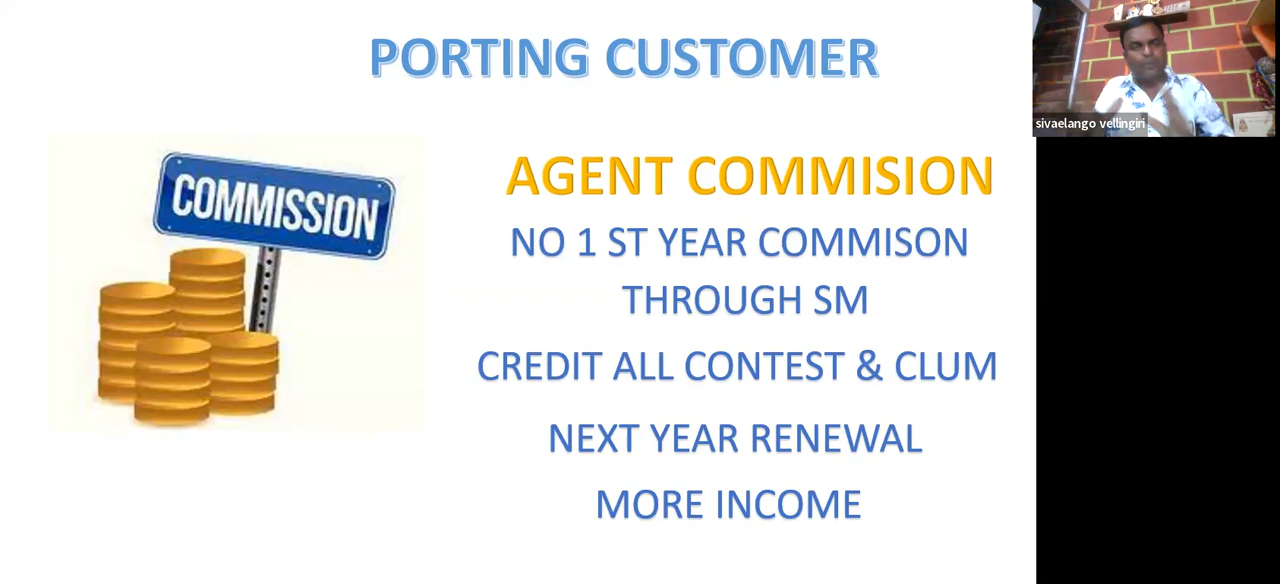 PORTING CUSTOMER
COMMISSION
AGENT COMMISION
NO 1 ST YEAR COMMISON
THROUGH SM
CREDIT ALL CONTEST & CLUM
NEXT YEAR RENEWAL
MORE INCOME
sivaelango vellingiri